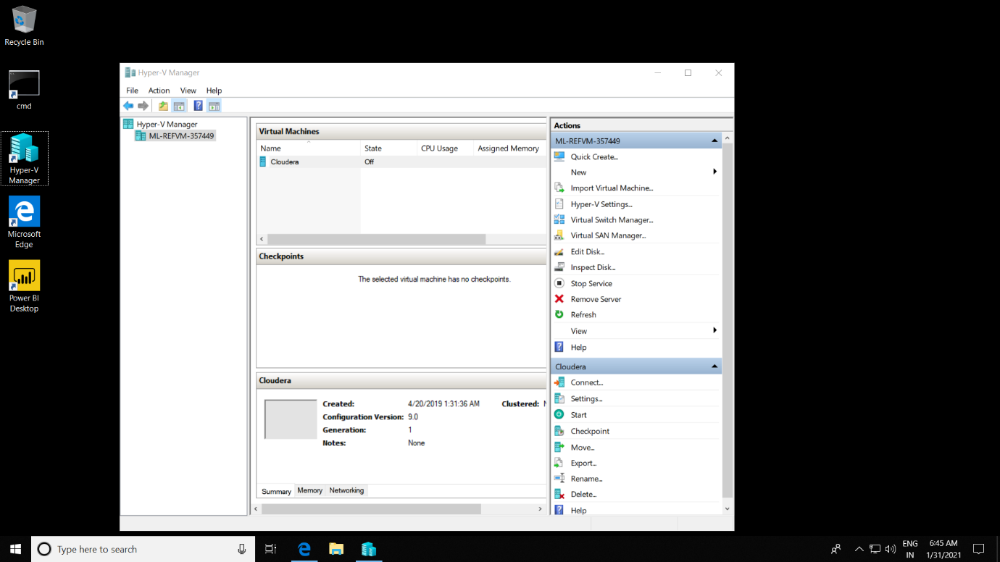 Recycle Bin
cmd
Hyper-V
Manager
Microsoft
Edge
Power BI
Desktop
Hyper-V Manager
File Action View Help
Hyper-V Manager
ML-REFVM-357449
Virtual Machines
Name State CPU Usage Assigned Memory
Cloudera Off
Checkpoints
The selected virtual machine has no checkpoints.
Cloudera
Created: 4/20/2019 1:31:36 AM Clustered:
Configuration Version: 9.0
Generation: 1
Notes: None
Summary Memory Networking
Actions
ML-REFVM-357449
Quick Create...
New
Import Virtual Machine...
Hyper-V Settings...
Virtual Switch Manager...
Virtual SAN Manager...
Edit Disk...
Inspect Disk...
Stop Service
Remove Server
Refresh
View
Help
Cloudera
Connect...
Settings...
Start
Checkpoint
Move...
Export...
Rename...
Delete...
Help
Type here to search
ENG
IN
6:45 AM
1/31/2021